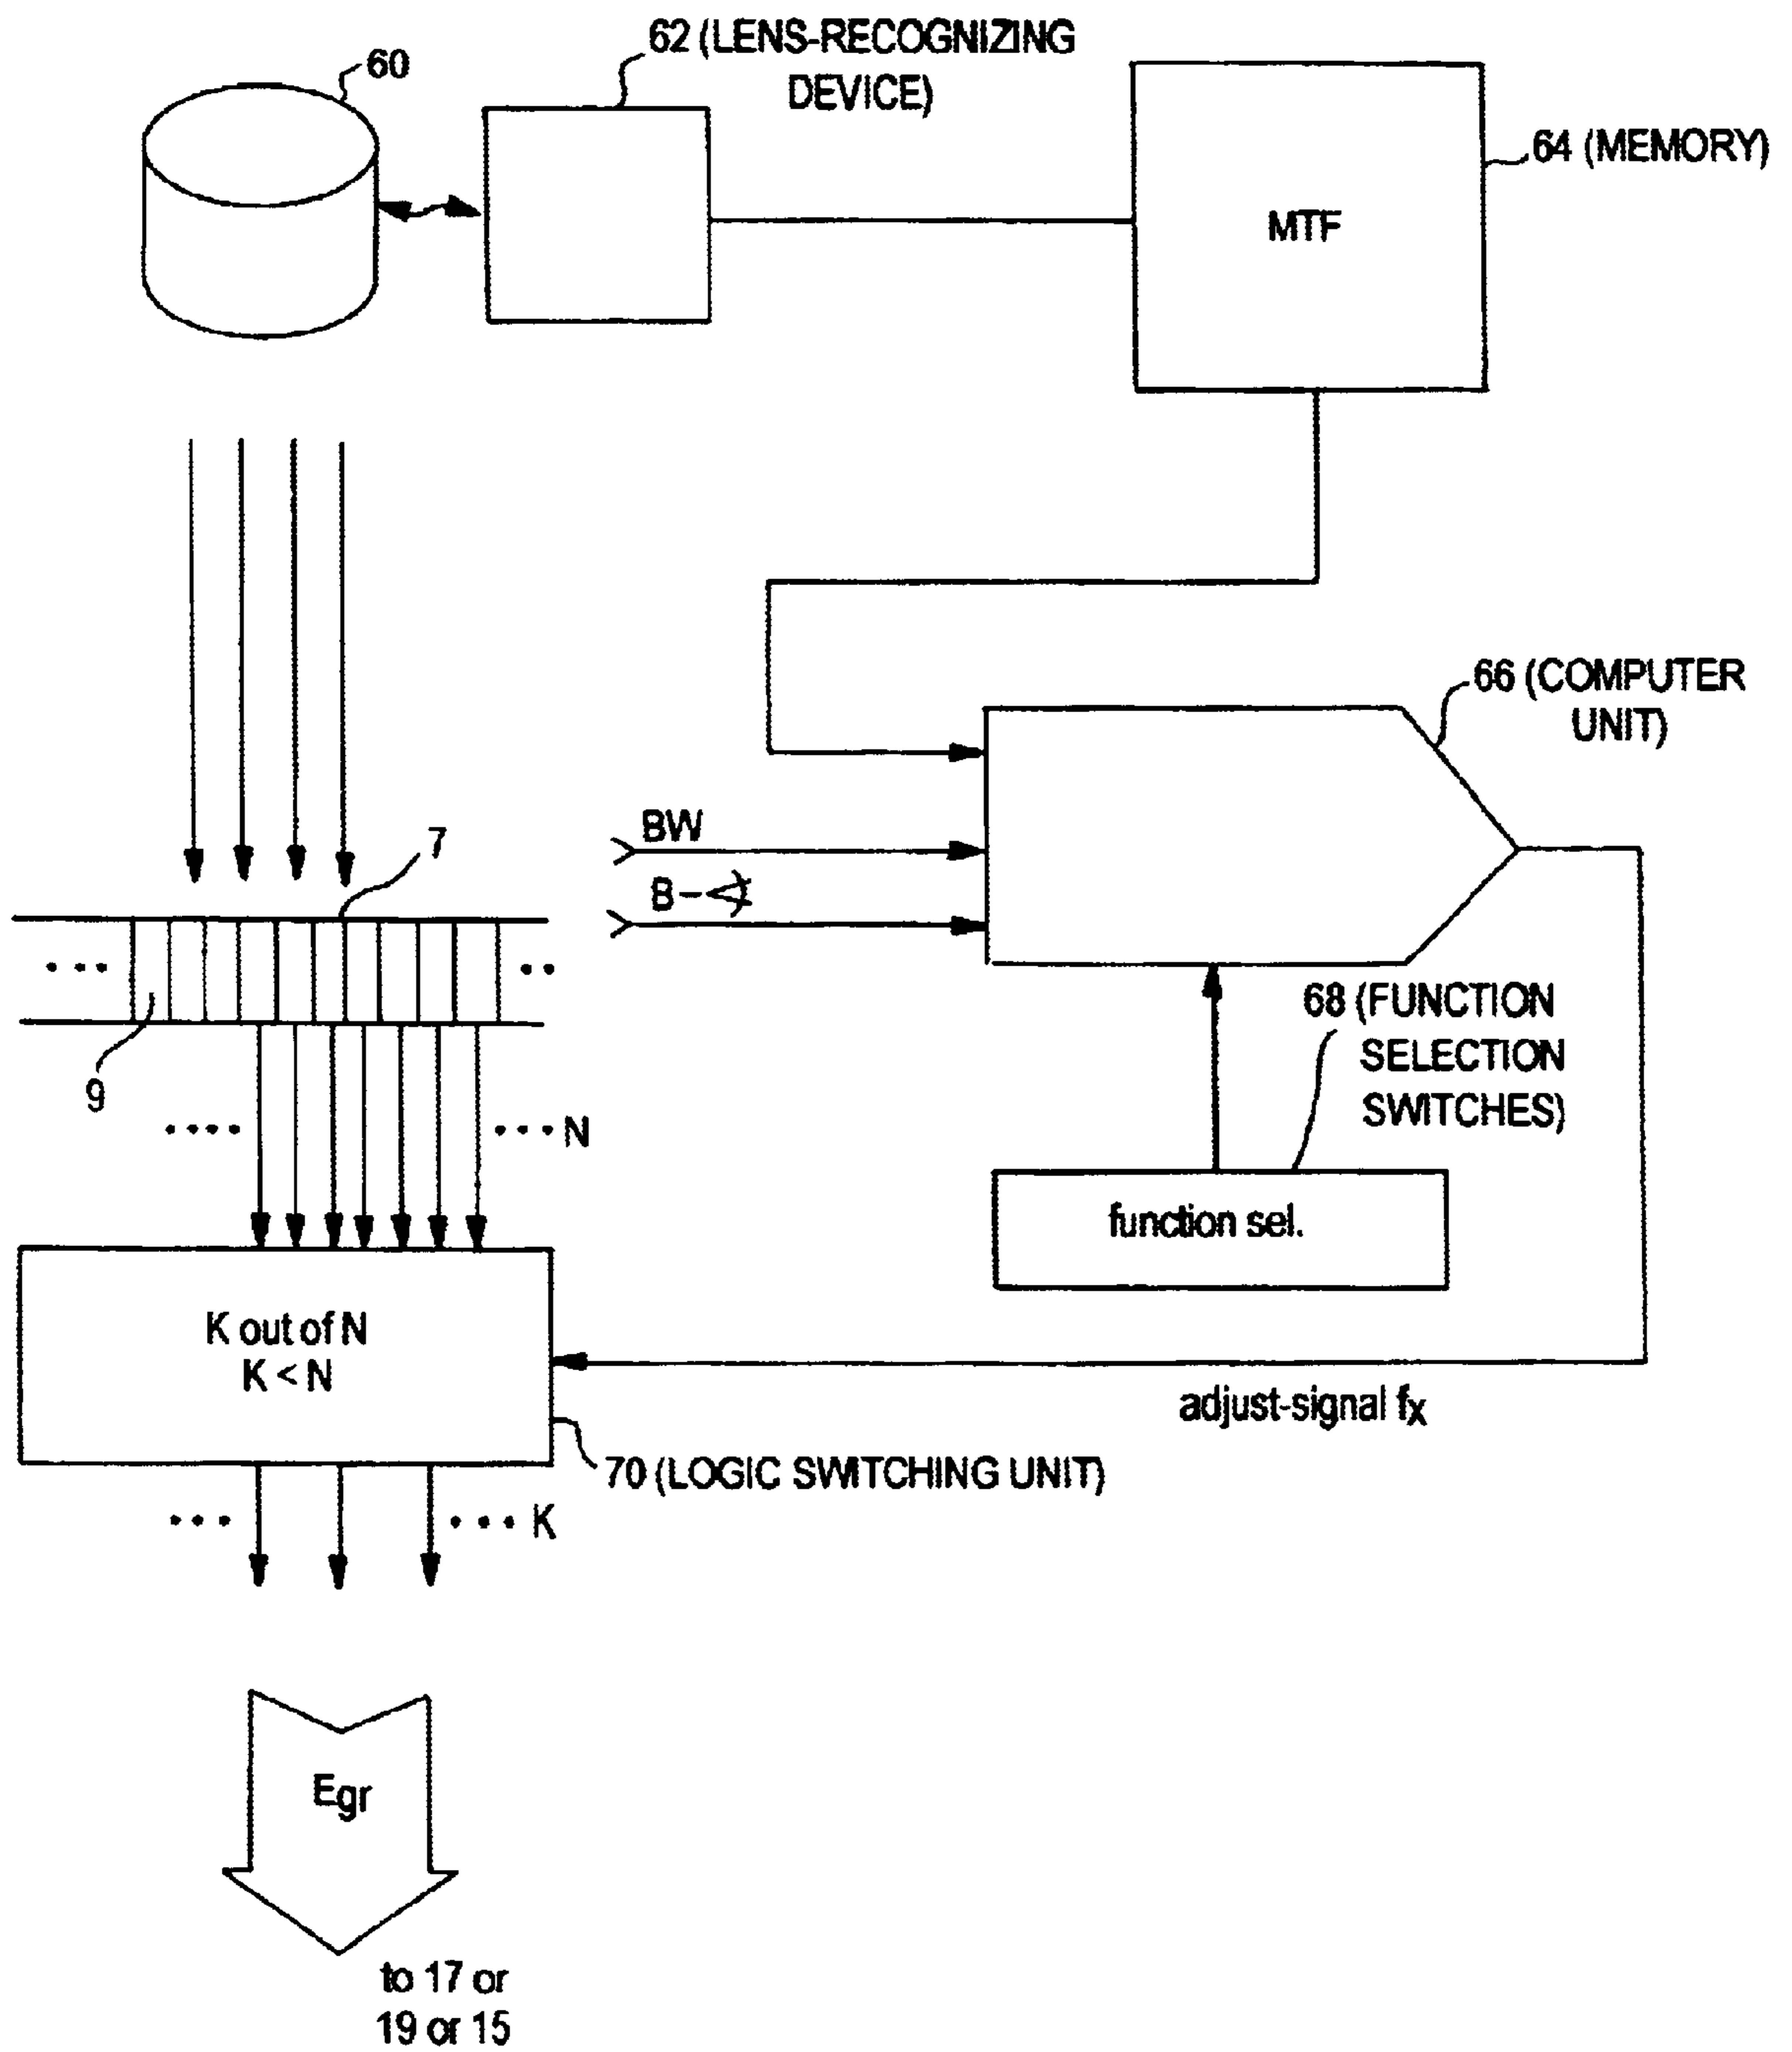 62 (LENS-RECOGNIZING
DEVICE)
60
64 (MEMORY)
MTF
66 (COMPUTER
UNIT)
7
BW
B-∢
9
68 (FUNCTION
SELECTION
SWITCHES)
.... ... N
function sel.
K out of N
K < N
adjust-signal fx
70 (LOGIC SWITCHING UNIT)
... ... K
Egr
to 17 or
19 or 15